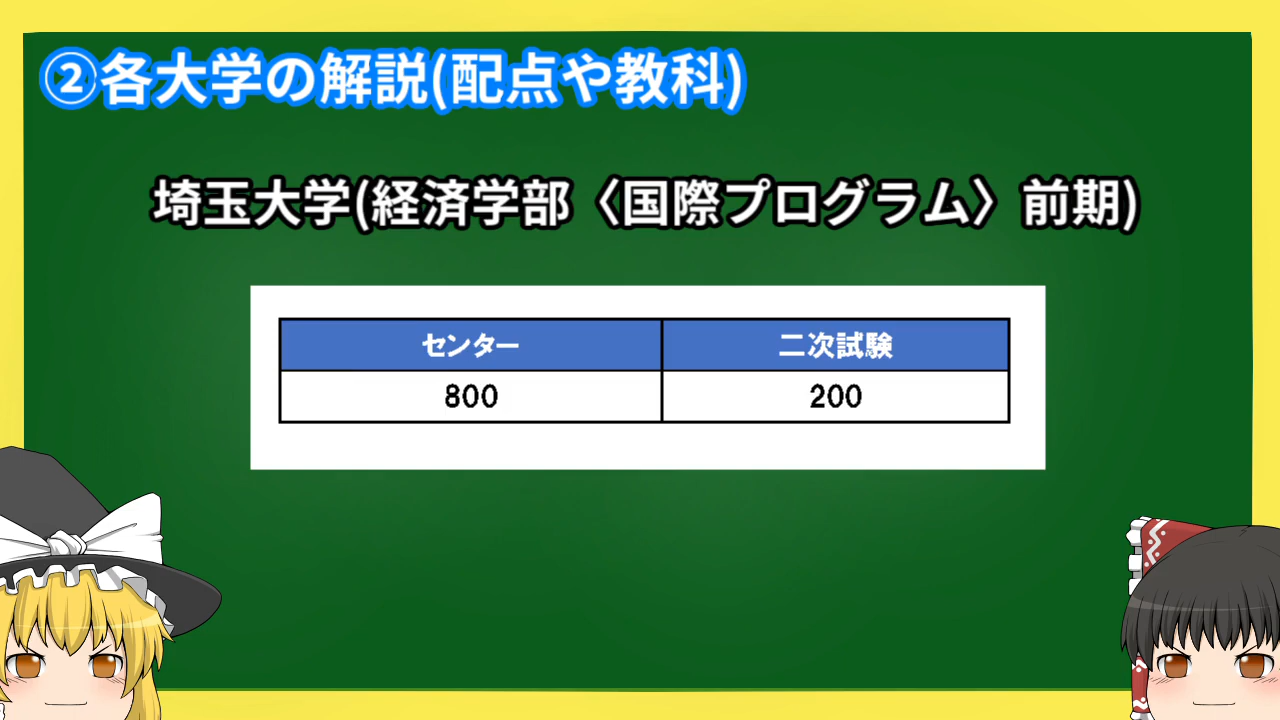 ②各大学の解説(配点や教科)
埼玉大学(経済学部〈国際プログラム〉前期)
センター 二次試験
800 200